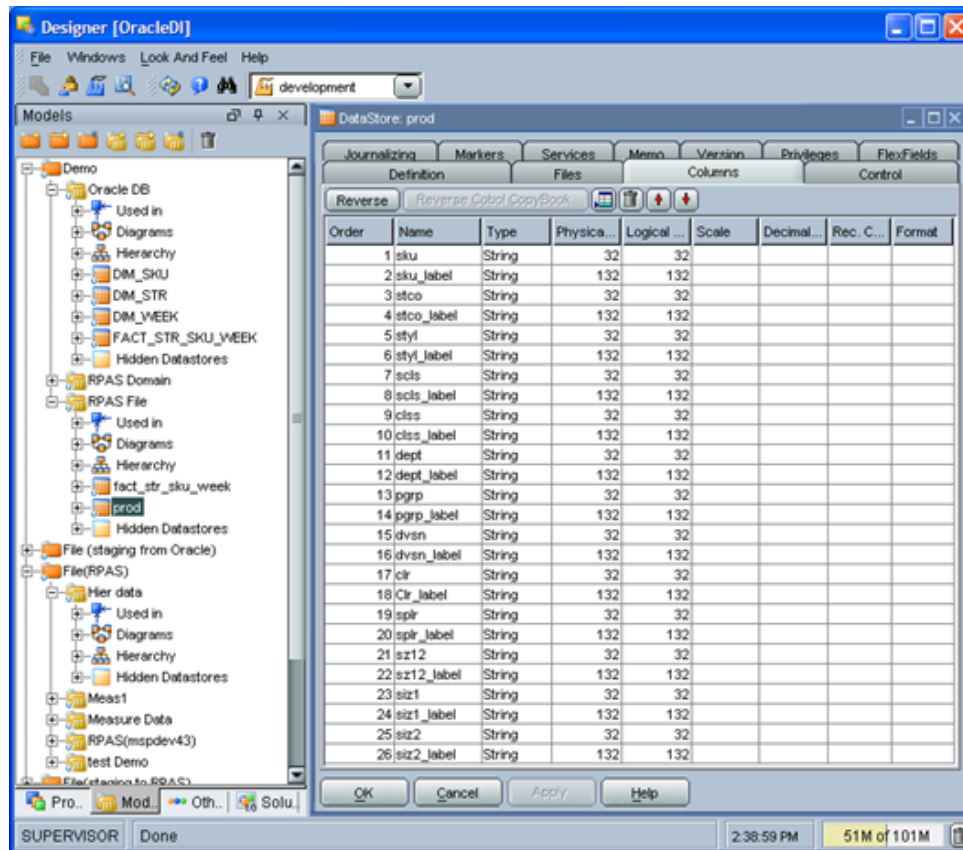 Designer [OracleDI]
File Windows Look And Feel Help
development
Models
Demo
Oracle DB
Used in
Diagrams
Hierarchy
DIM_SKU
DIM_STR
DIM_WEEK
FACT_STR_SKU_WEEK
Hidden Datastores
RPAS Domain
RPAS File
Used in
Diagrams
Hierarchy
fact_str_sku_week
prod
Hidden Datastores
File (staging from Oracle)
File(RPAS)
Hier data
Used in
Diagrams
Hierarchy
Hidden Datastores
Meas1
Measure Data
RPAS(mspdev43)
test Demo
File(staging to RPAS)
Pro.. Mod.. Oth.. Solu..
DataStore: prod
Journalizing Markers Services Memo Version Privileges FlexFields
Definition Files Columns Control
Reverse Reverse Cobol CopyBook
Order Name Type Physica... Logical ... Scale Decimal... Rec. C... Format
1 sku String 32 32
2 sku_label String 132 132
3 stco String 32 32
4 stco_label String 132 132
5 styl String 32 32
6 styl_label String 132 132
7 scls String 32 32
8 scls_label String 132 132
9 clss String 32 32
10 clss_label String 132 132
11 dept String 32 32
12 dept_label String 132 132
13 pgrp String 32 32
14 pgrp_label String 132 132
15 dvsn String 32 32
16 dvsn_label String 132 132
17 clr String 32 32
18 Clr_label String 132 132
19 splr String 32 32
20 splr_label String 132 132
21 sz12 String 32 32
22 sz12_label String 132 132
23 siz1 String 32 32
24 siz1_label String 132 132
25 siz2 String 32 32
26 siz2_label String 132 132
OK Cancel Apply Help
SUPERVISOR Done 2:38:59 PM 51M of 101M